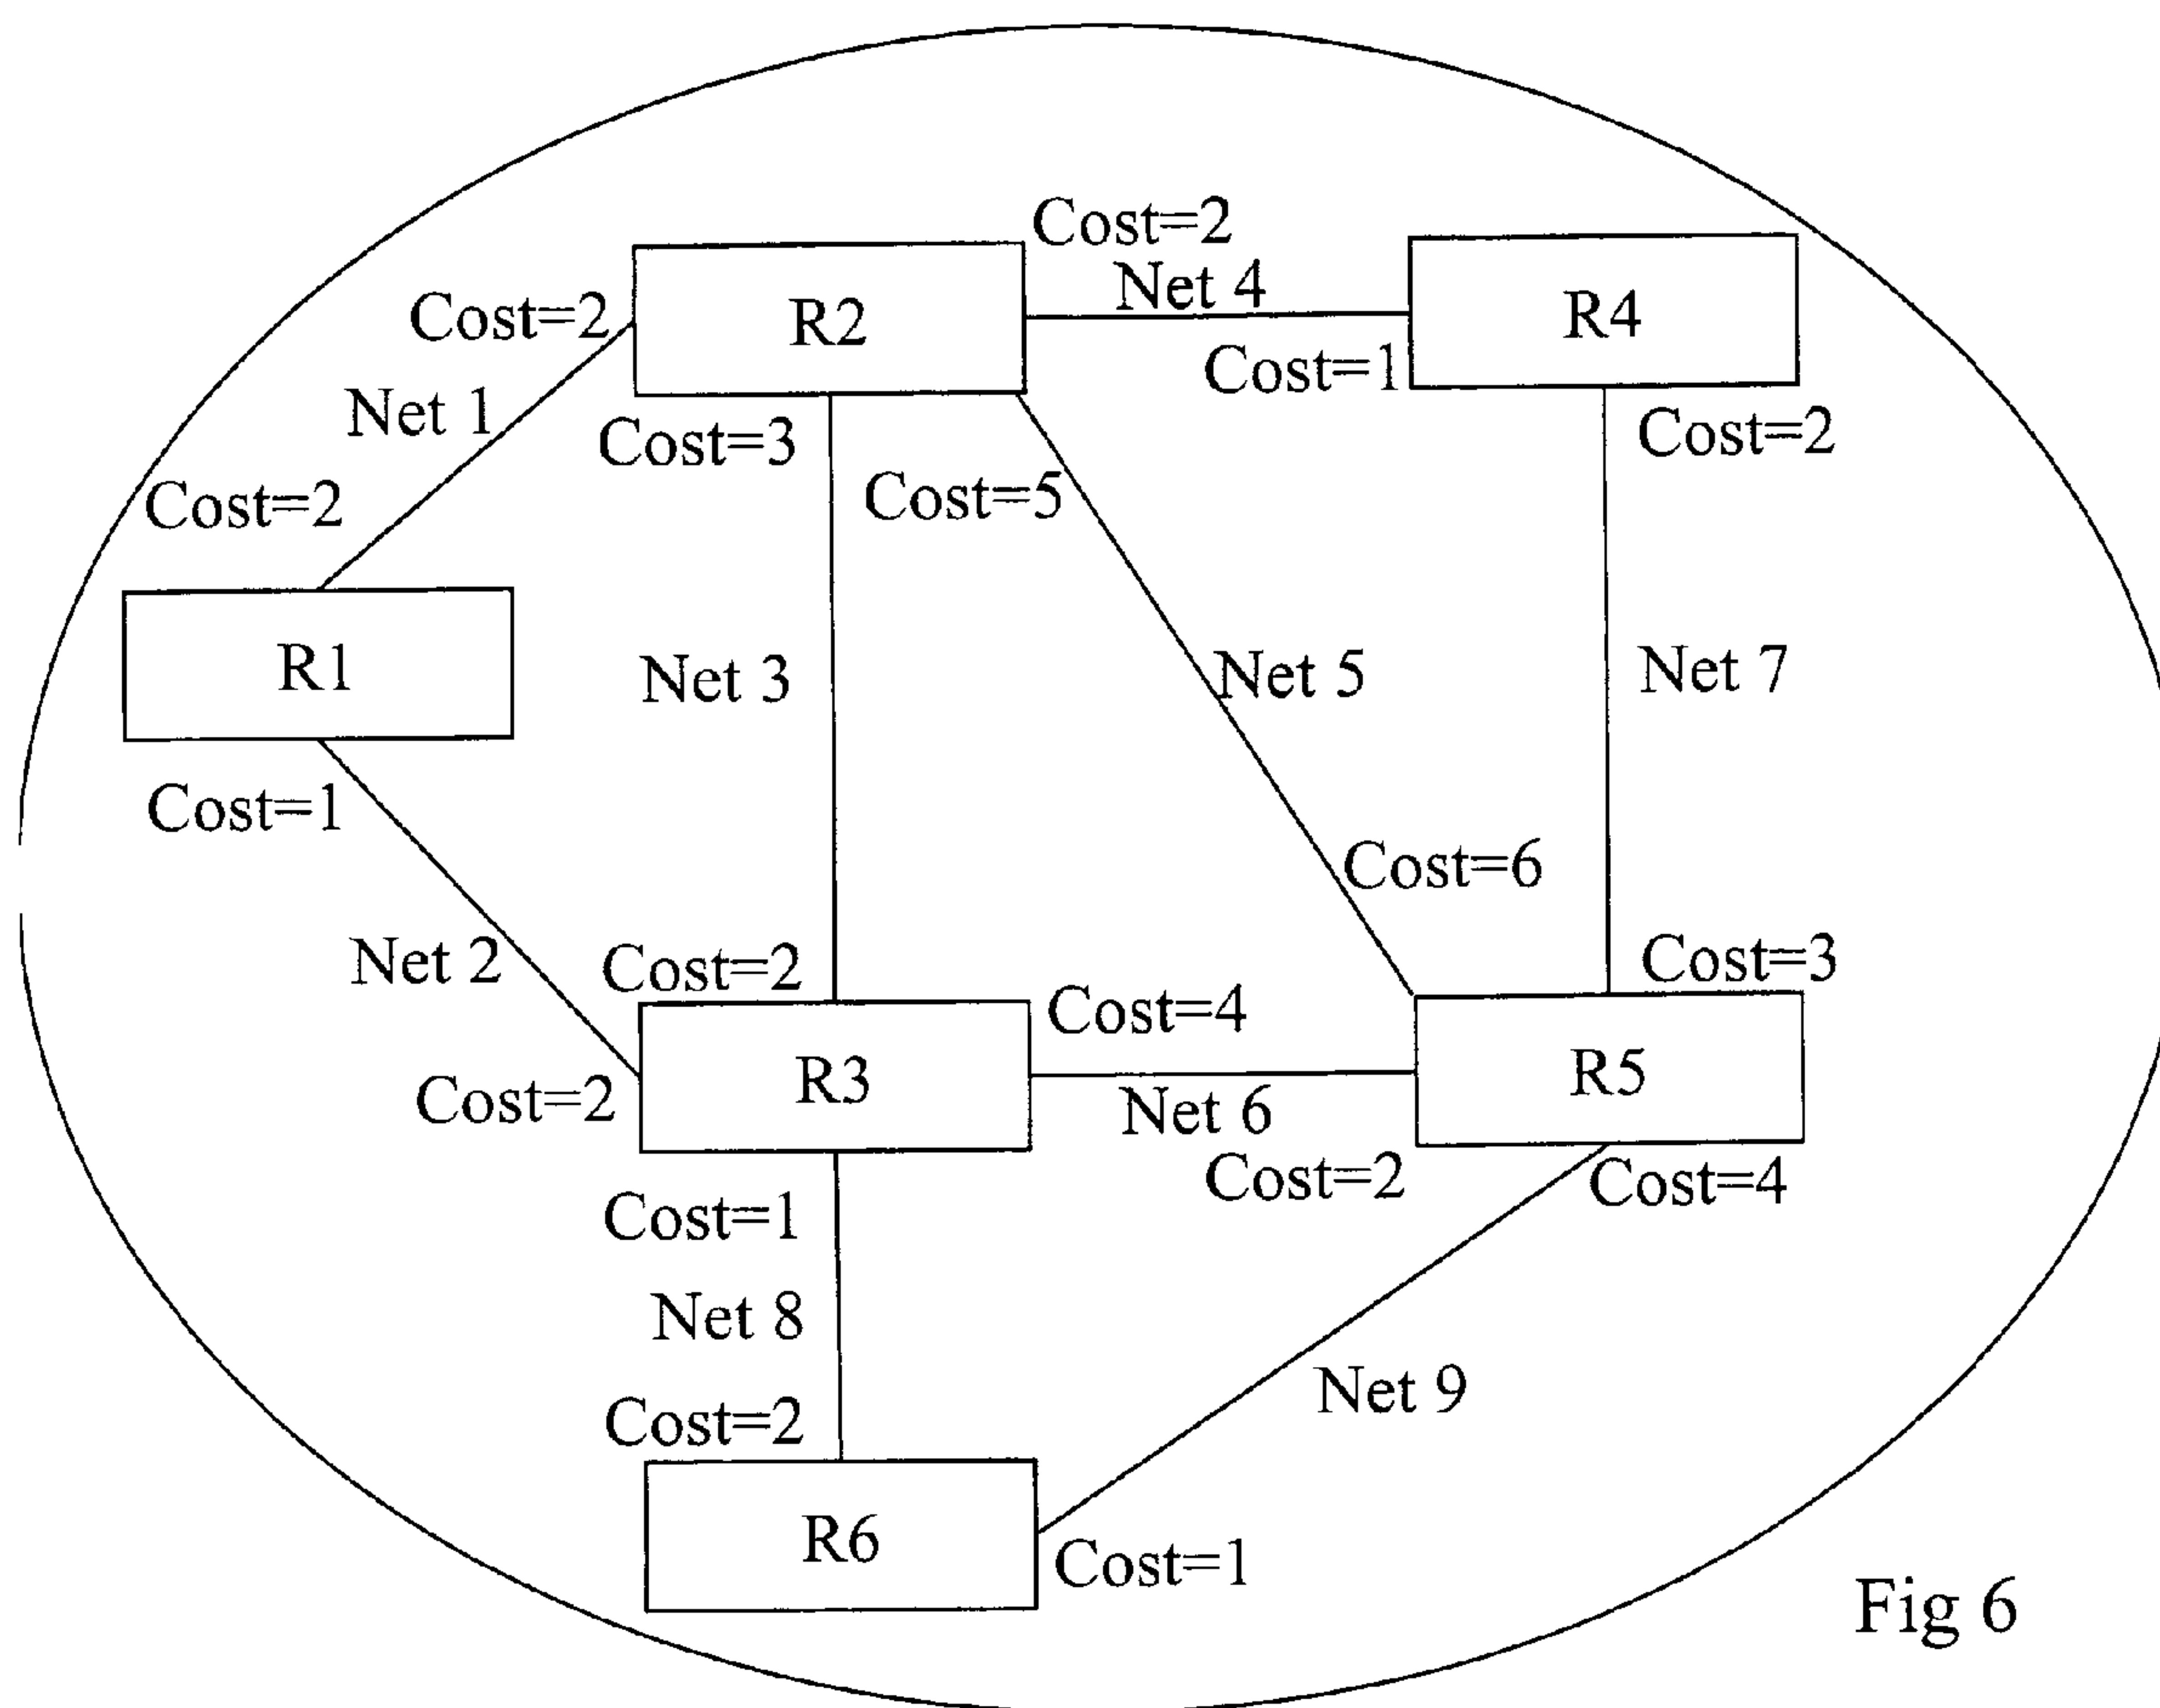 Cost=2
Net 4
Cost=2
R2
R4
Cost=1
Net 1
Cost=3
Cost=2
Cost=5
Cost=2
R1
Net 3
Net 5
Net 7
Cost=1
Cost=6
Net 2
Cost=2
Cost=3
Cost=4
R3
R5
Cost=2
Net 6
Cost=2
Cost=4
Cost=1
Net 8
Net 9
Cost=2
R6
Cost=1
Fig 6